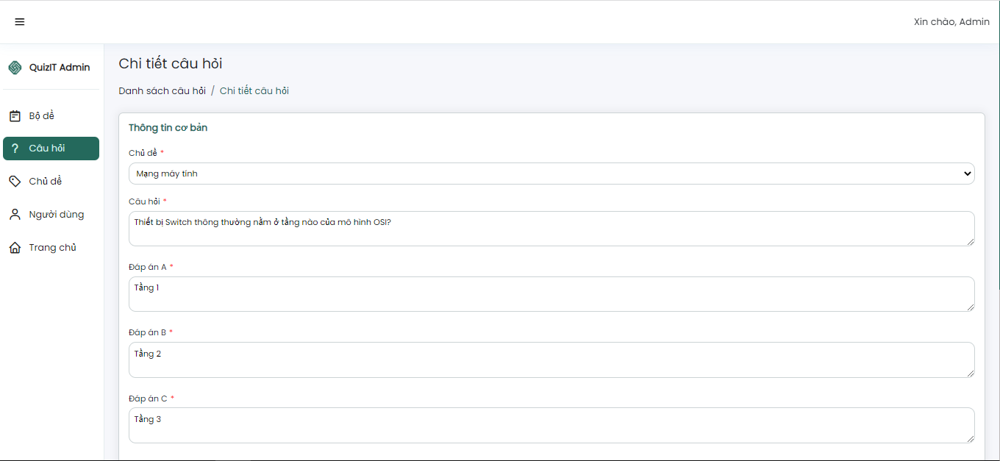 Xin chào, Admin
QuizIT Admin
Bộ đề
? Câu hỏi
Chủ đề
Người dùng
Trang chủ
Chi tiết câu hỏi
Danh sách câu hỏi / Chi tiết câu hỏi
Thông tin cơ bản
Chủ đề *
Mạng máy tính
Câu hỏi *
Thiết bị Switch thông thường nằm ở tầng nào của mô hình OSI?
Đáp án A *
Tầng 1
Đáp án B *
Tầng 2
Đáp án C *
Tầng 3